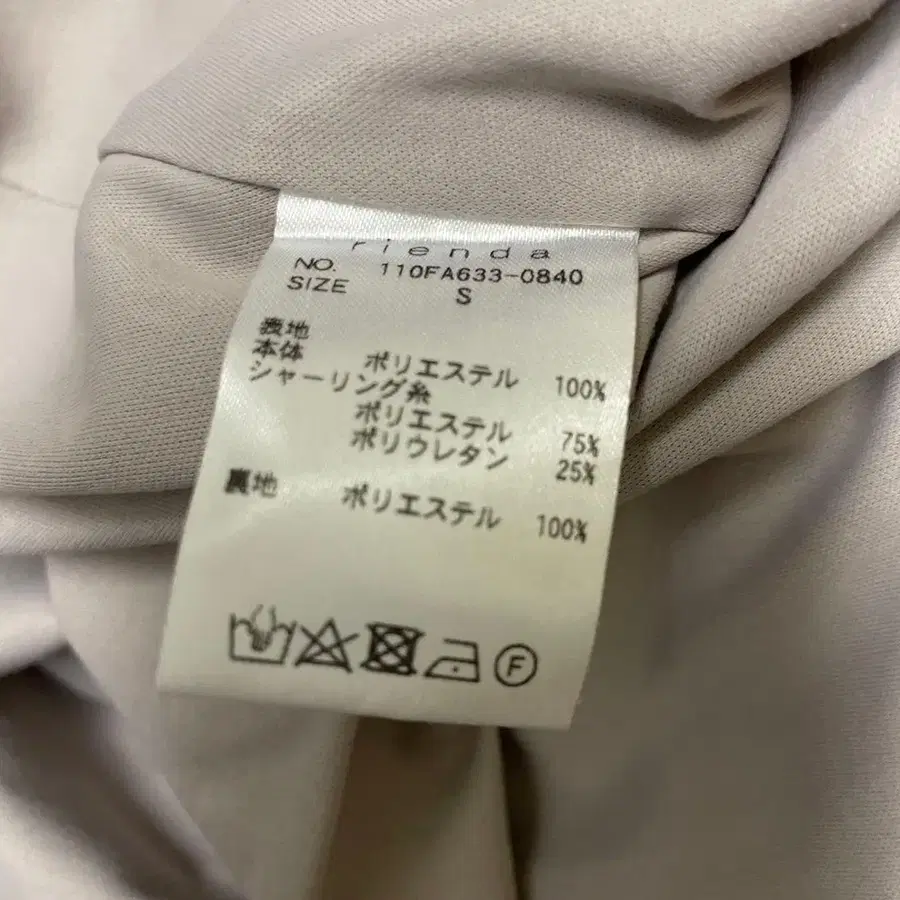 rienda
NO. 110FA633-0840
SIZE S
表地
本体 ポリエステル 100%
シャーリング糸
ポリエステル 75%
ポリウレタン 25%
裏地 ポリエステル 100%
F